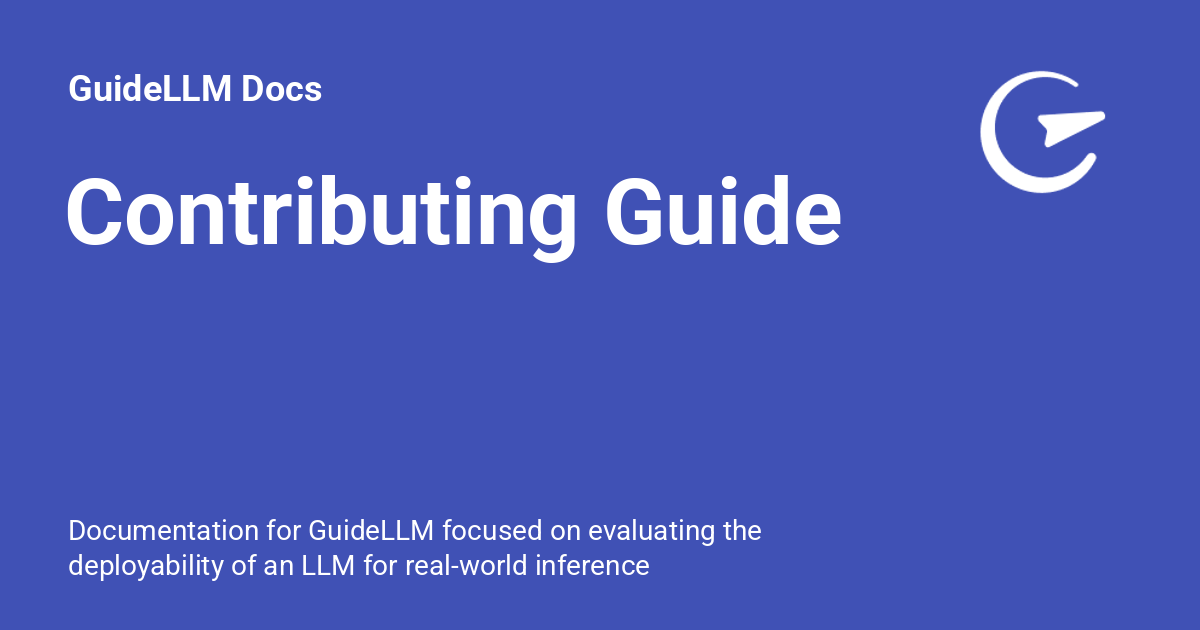 GuideLLM Docs
Contributing Guide
Documentation for GuideLLM focused on evaluating the
deployability of an LLM for real-world inference